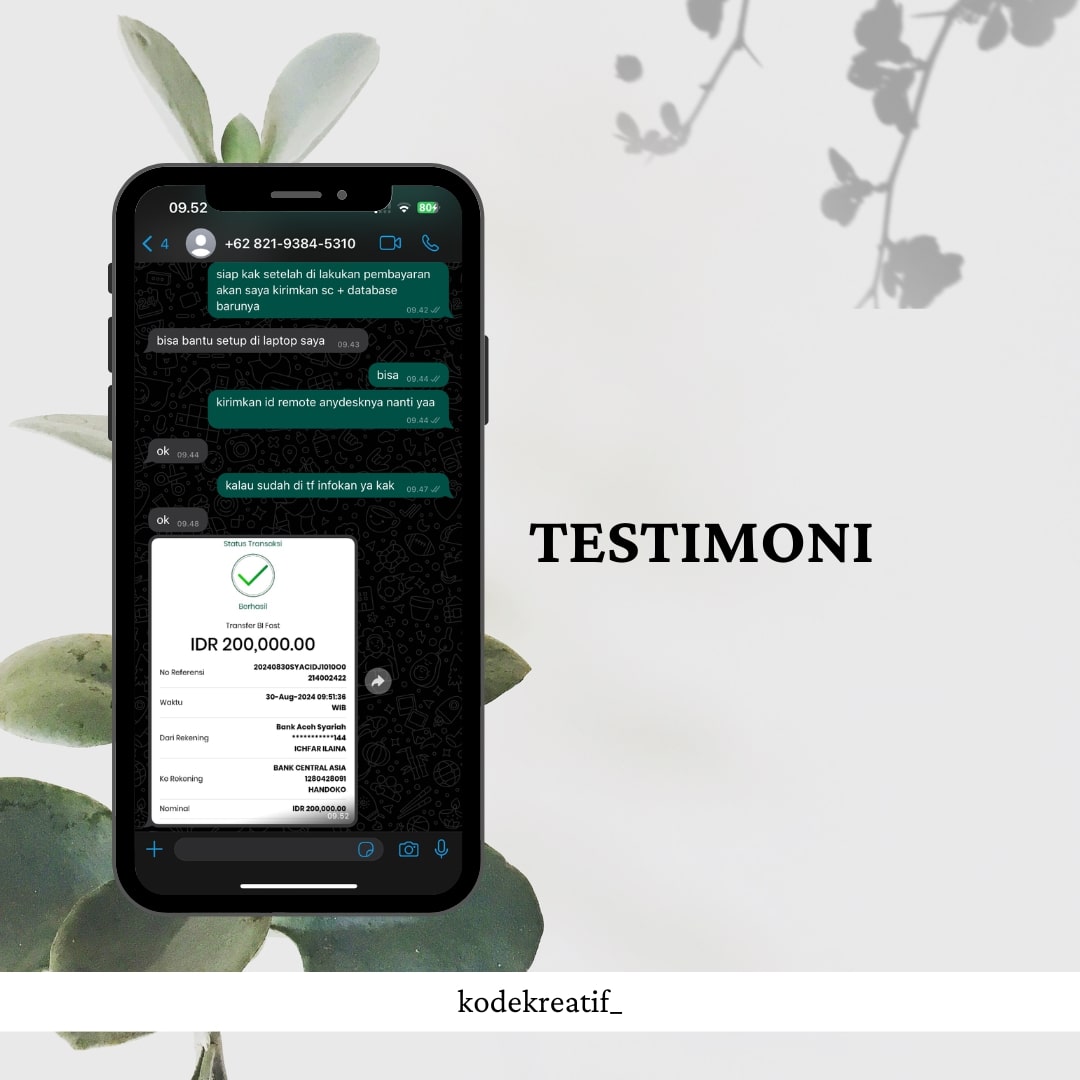 09.52
80
4
+62 821-9384-5310
siap kak setelah di lakukan pembayaran
akan saya kirimkan sc + database
barunya
09.42
bisa bantu setup di laptop saya
09.43
bisa
09.44
kirimkan id remote anydesknya nanti yaa
09.44
ok
09.44
kalau sudah di tf infokan ya kak
09.47
ok
09.48
Status Transaksi
Berhasil
Transfer BI Fast
IDR 200,000.00
No Referensi
20240830SYACIDJ1010O0
214002422
Waktu
30-Aug-2024 09:51:36
WIB
Dari Rekening
Bank Aceh Syariah
***********144
ICHFAR ILAINA
Ke Rekening
BANK CENTRAL ASIA
1280428091
HANDOKO
Nominal
IDR 200,000.00
09.52
TESTIMONI
kodekreatif_